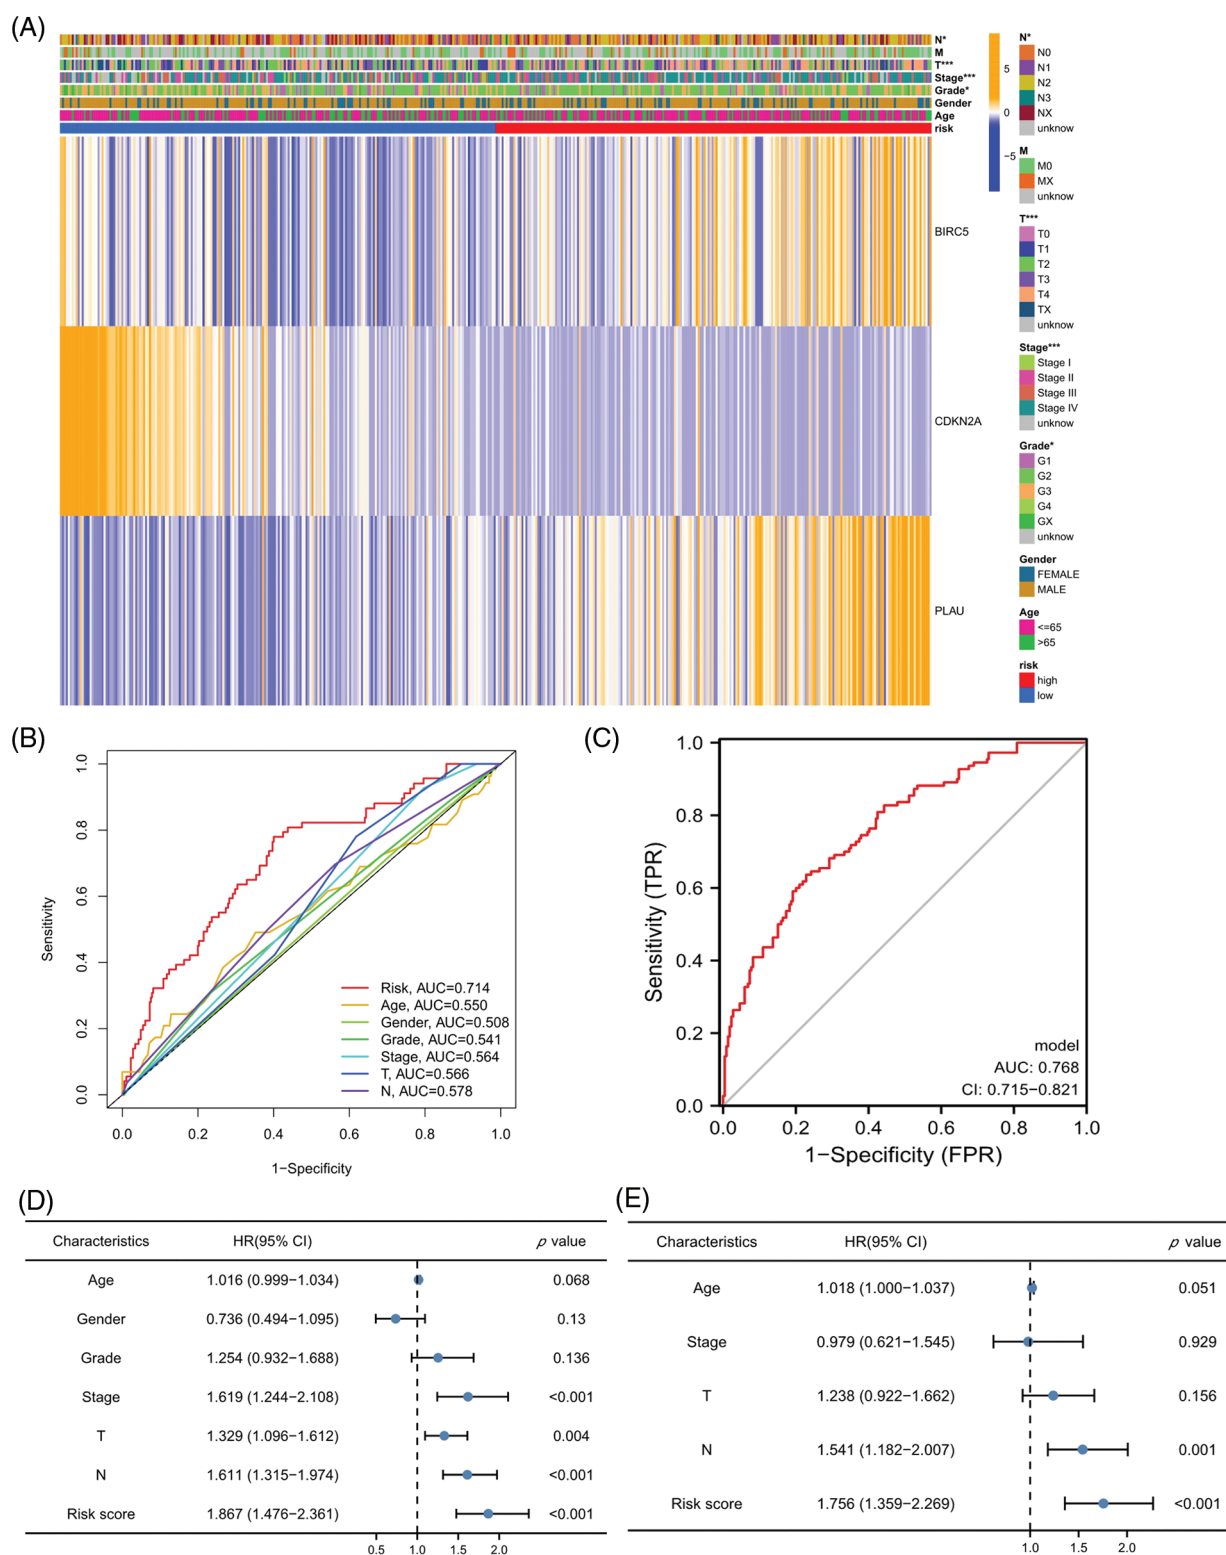 (A)
N*
M
T***
Stage***
Grade*
Gender
Age
risk
BIRC5
CDKN2A
PLAU
5
0
−5
N*
N0
N1
N2
N3
NX
unknow
M
M0
MX
unknow
T***
T0
T1
T2
T3
T4
TX
unknow
Stage***
Stage I
Stage II
Stage III
Stage IV
unknow
Grade*
G1
G2
G3
G4
GX
unknow
Gender
FEMALE
MALE
Age
<=65
>65
risk
high
low
(B)
Sensitivity
1.0
0.8
0.6
0.4
0.2
0.0
Risk, AUC=0.714
Age, AUC=0.550
Gender, AUC=0.508
Grade, AUC=0.541
Stage, AUC=0.564
T, AUC=0.566
N, AUC=0.578
0.0 0.2 0.4 0.6 0.8 1.0
1−Specificity
(C)
Sensitivity (TPR)
1.0
0.8
0.6
0.4
0.2
0.0
model
AUC: 0.768
CI: 0.715−0.821
0.0 0.2 0.4 0.6 0.8 1.0
1−Specificity (FPR)
(D)
Characteristics HR(95% CI) p value
Age 1.016 (0.999−1.034) 0.068
Gender 0.736 (0.494−1.095) 0.13
Grade 1.254 (0.932−1.688) 0.136
Stage 1.619 (1.244−2.108) <0.001
T 1.329 (1.096−1.612) 0.004
N 1.611 (1.315−1.974) <0.001
Risk score 1.867 (1.476−2.361) <0.001
0.5 1.0 1.5 2.0
(E)
Characteristics HR(95% CI) p value
Age 1.018 (1.000−1.037) 0.051
Stage 0.979 (0.621−1.545) 0.929
T 1.238 (0.922−1.662) 0.156
N 1.541 (1.182−2.007) 0.001
Risk score 1.756 (1.359−2.269) <0.001
1.0 1.5 2.0